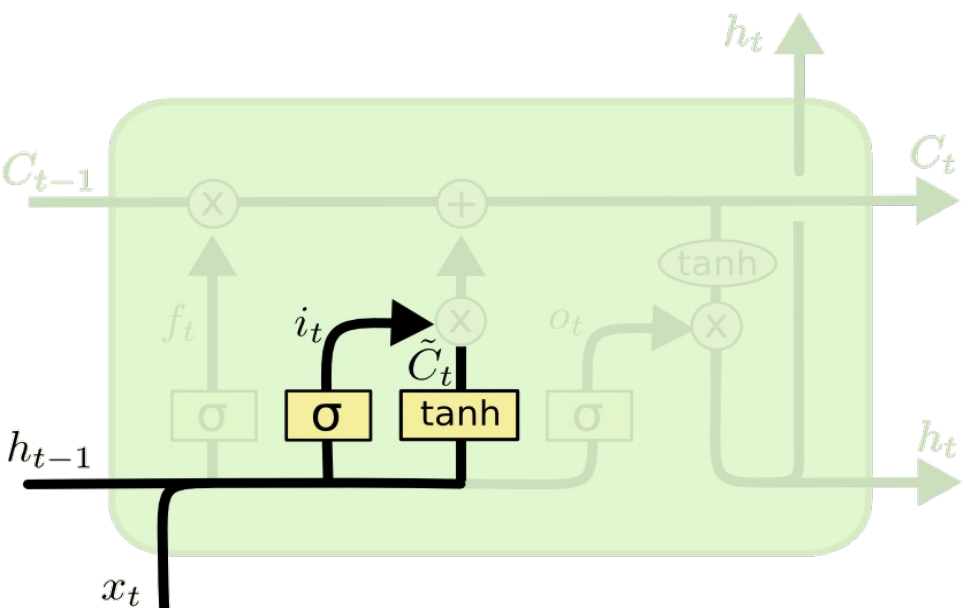 h_t
C_{t-1}
C_t
x
+
tanh
f_t
i_t
x
o_t
x
C̃_t
σ
σ
tanh
σ
h_{t-1}
h_t
x_t